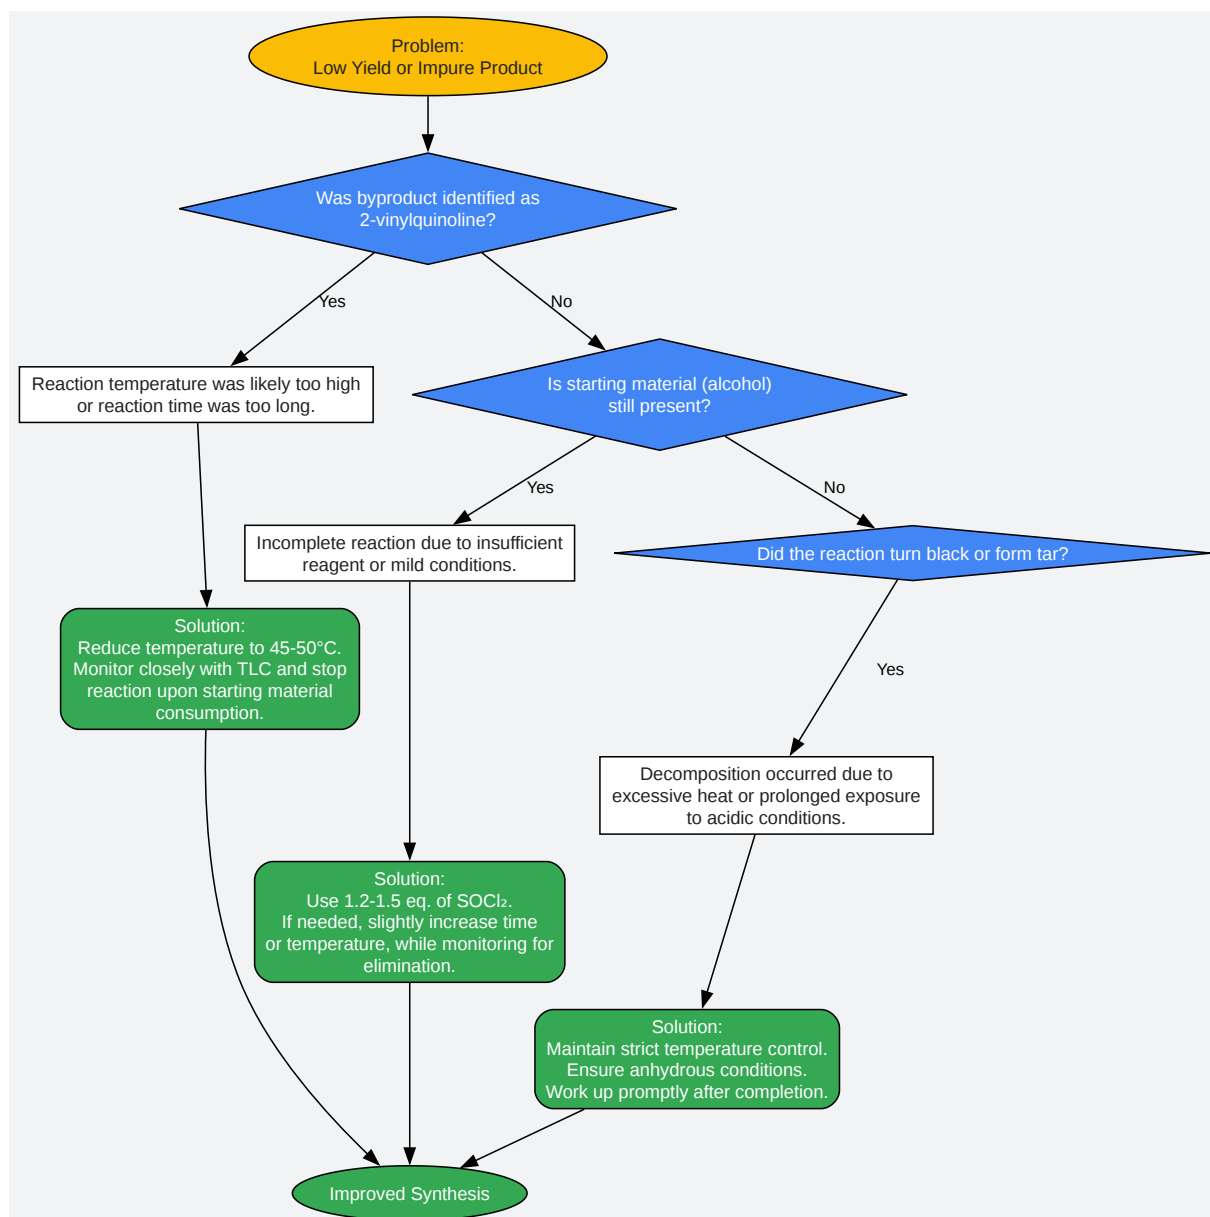 Problem:
Low Yield or Impure Product
Was byproduct identified as
2-vinylquinoline?
Yes
No
Reaction temperature was likely too high
or reaction time was too long.
Is starting material (alcohol)
still present?
Yes
No
Incomplete reaction due to insufficient
reagent or mild conditions.
Did the reaction turn black or form tar?
Solution:
Reduce temperature to 45-50°C.
Monitor closely with TLC and stop
reaction upon starting material
consumption.
Yes
Decomposition occurred due to
excessive heat or prolonged exposure
to acidic conditions.
Solution:
Use 1.2-1.5 eq. of SOCl₂.
If needed, slightly increase time
or temperature, while monitoring for
elimination.
Solution:
Maintain strict temperature control.
Ensure anhydrous conditions.
Work up promptly after completion.
Improved Synthesis